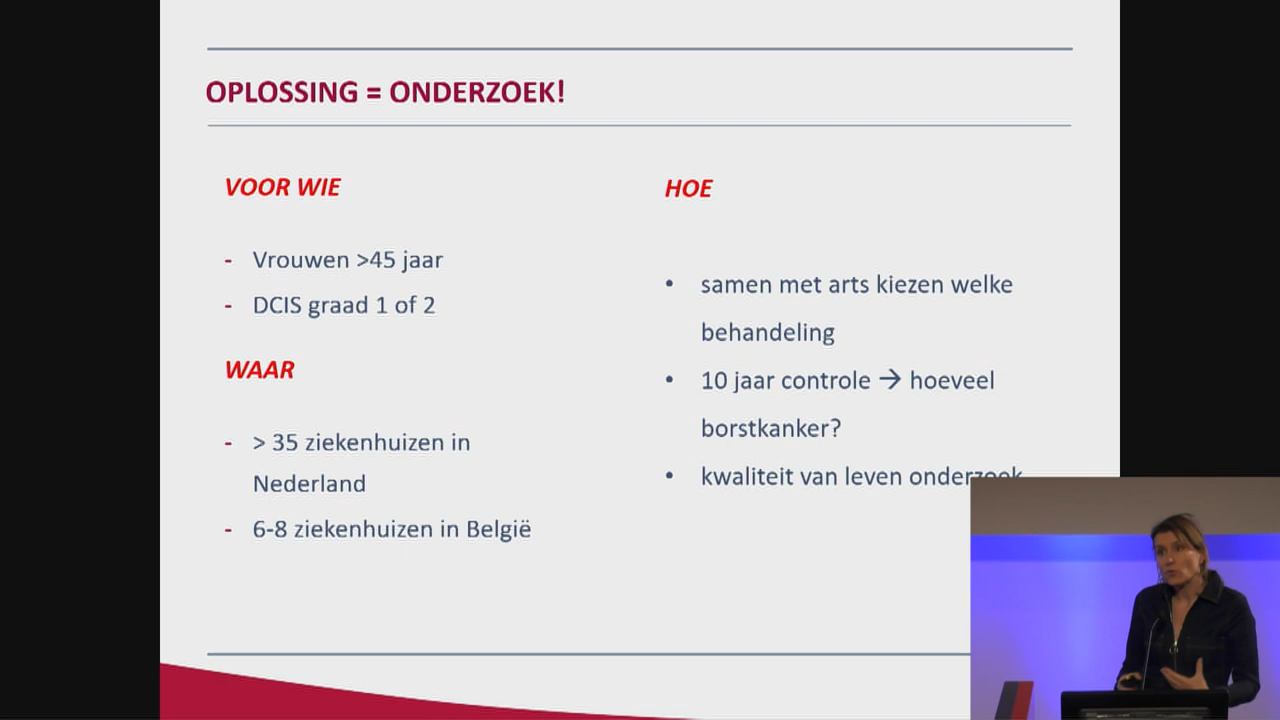 OPLOSSING = ONDERZOEK!
VOOR WIE
- Vrouwen >45 jaar
- DCIS graad 1 of 2
WAAR
- > 35 ziekenhuizen in
Nederland
- 6-8 ziekenhuizen in België
HOE
• samen met arts kiezen welke
behandeling
• 10 jaar controle → hoeveel
borstkanker?
• kwaliteit van leven onderzoek